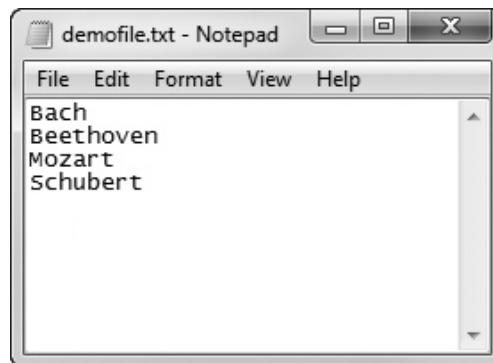 demofile.txt - Notepad
File Edit Format View Help
Bach
Beethoven
Mozart
Schubert